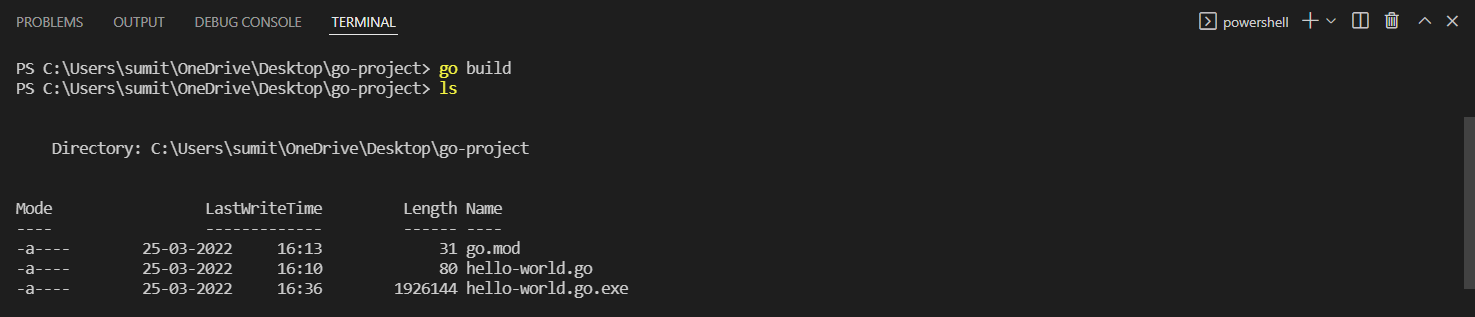 PROBLEMS OUTPUT DEBUG CONSOLE TERMINAL powershell
PS C:\Users\sumit\OneDrive\Desktop\go-project> go build
PS C:\Users\sumit\OneDrive\Desktop\go-project> ls
Directory: C:\Users\sumit\OneDrive\Desktop\go-project
Mode LastWriteTime Length Name
---- ------------- ------ ----
-a---- 25-03-2022 16:13 31 go.mod
-a---- 25-03-2022 16:10 80 hello-world.go
-a---- 25-03-2022 16:36 1926144 hello-world.go.exe